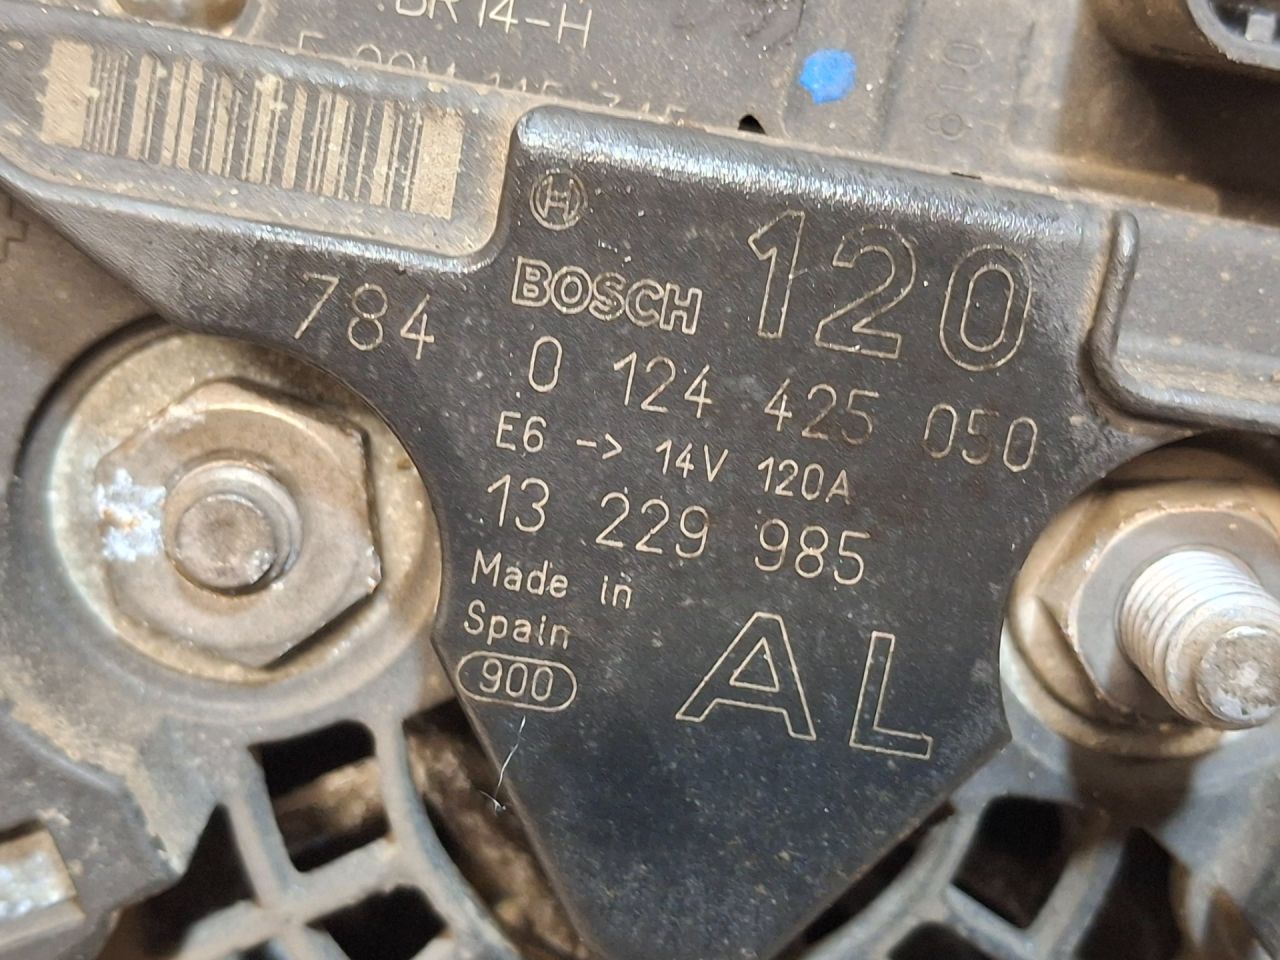 BR14-H
810
784
BOSCH 120
0 124 425 050
E6 -> 14V 120A
13 229 985
Made in
Spain
900
AL